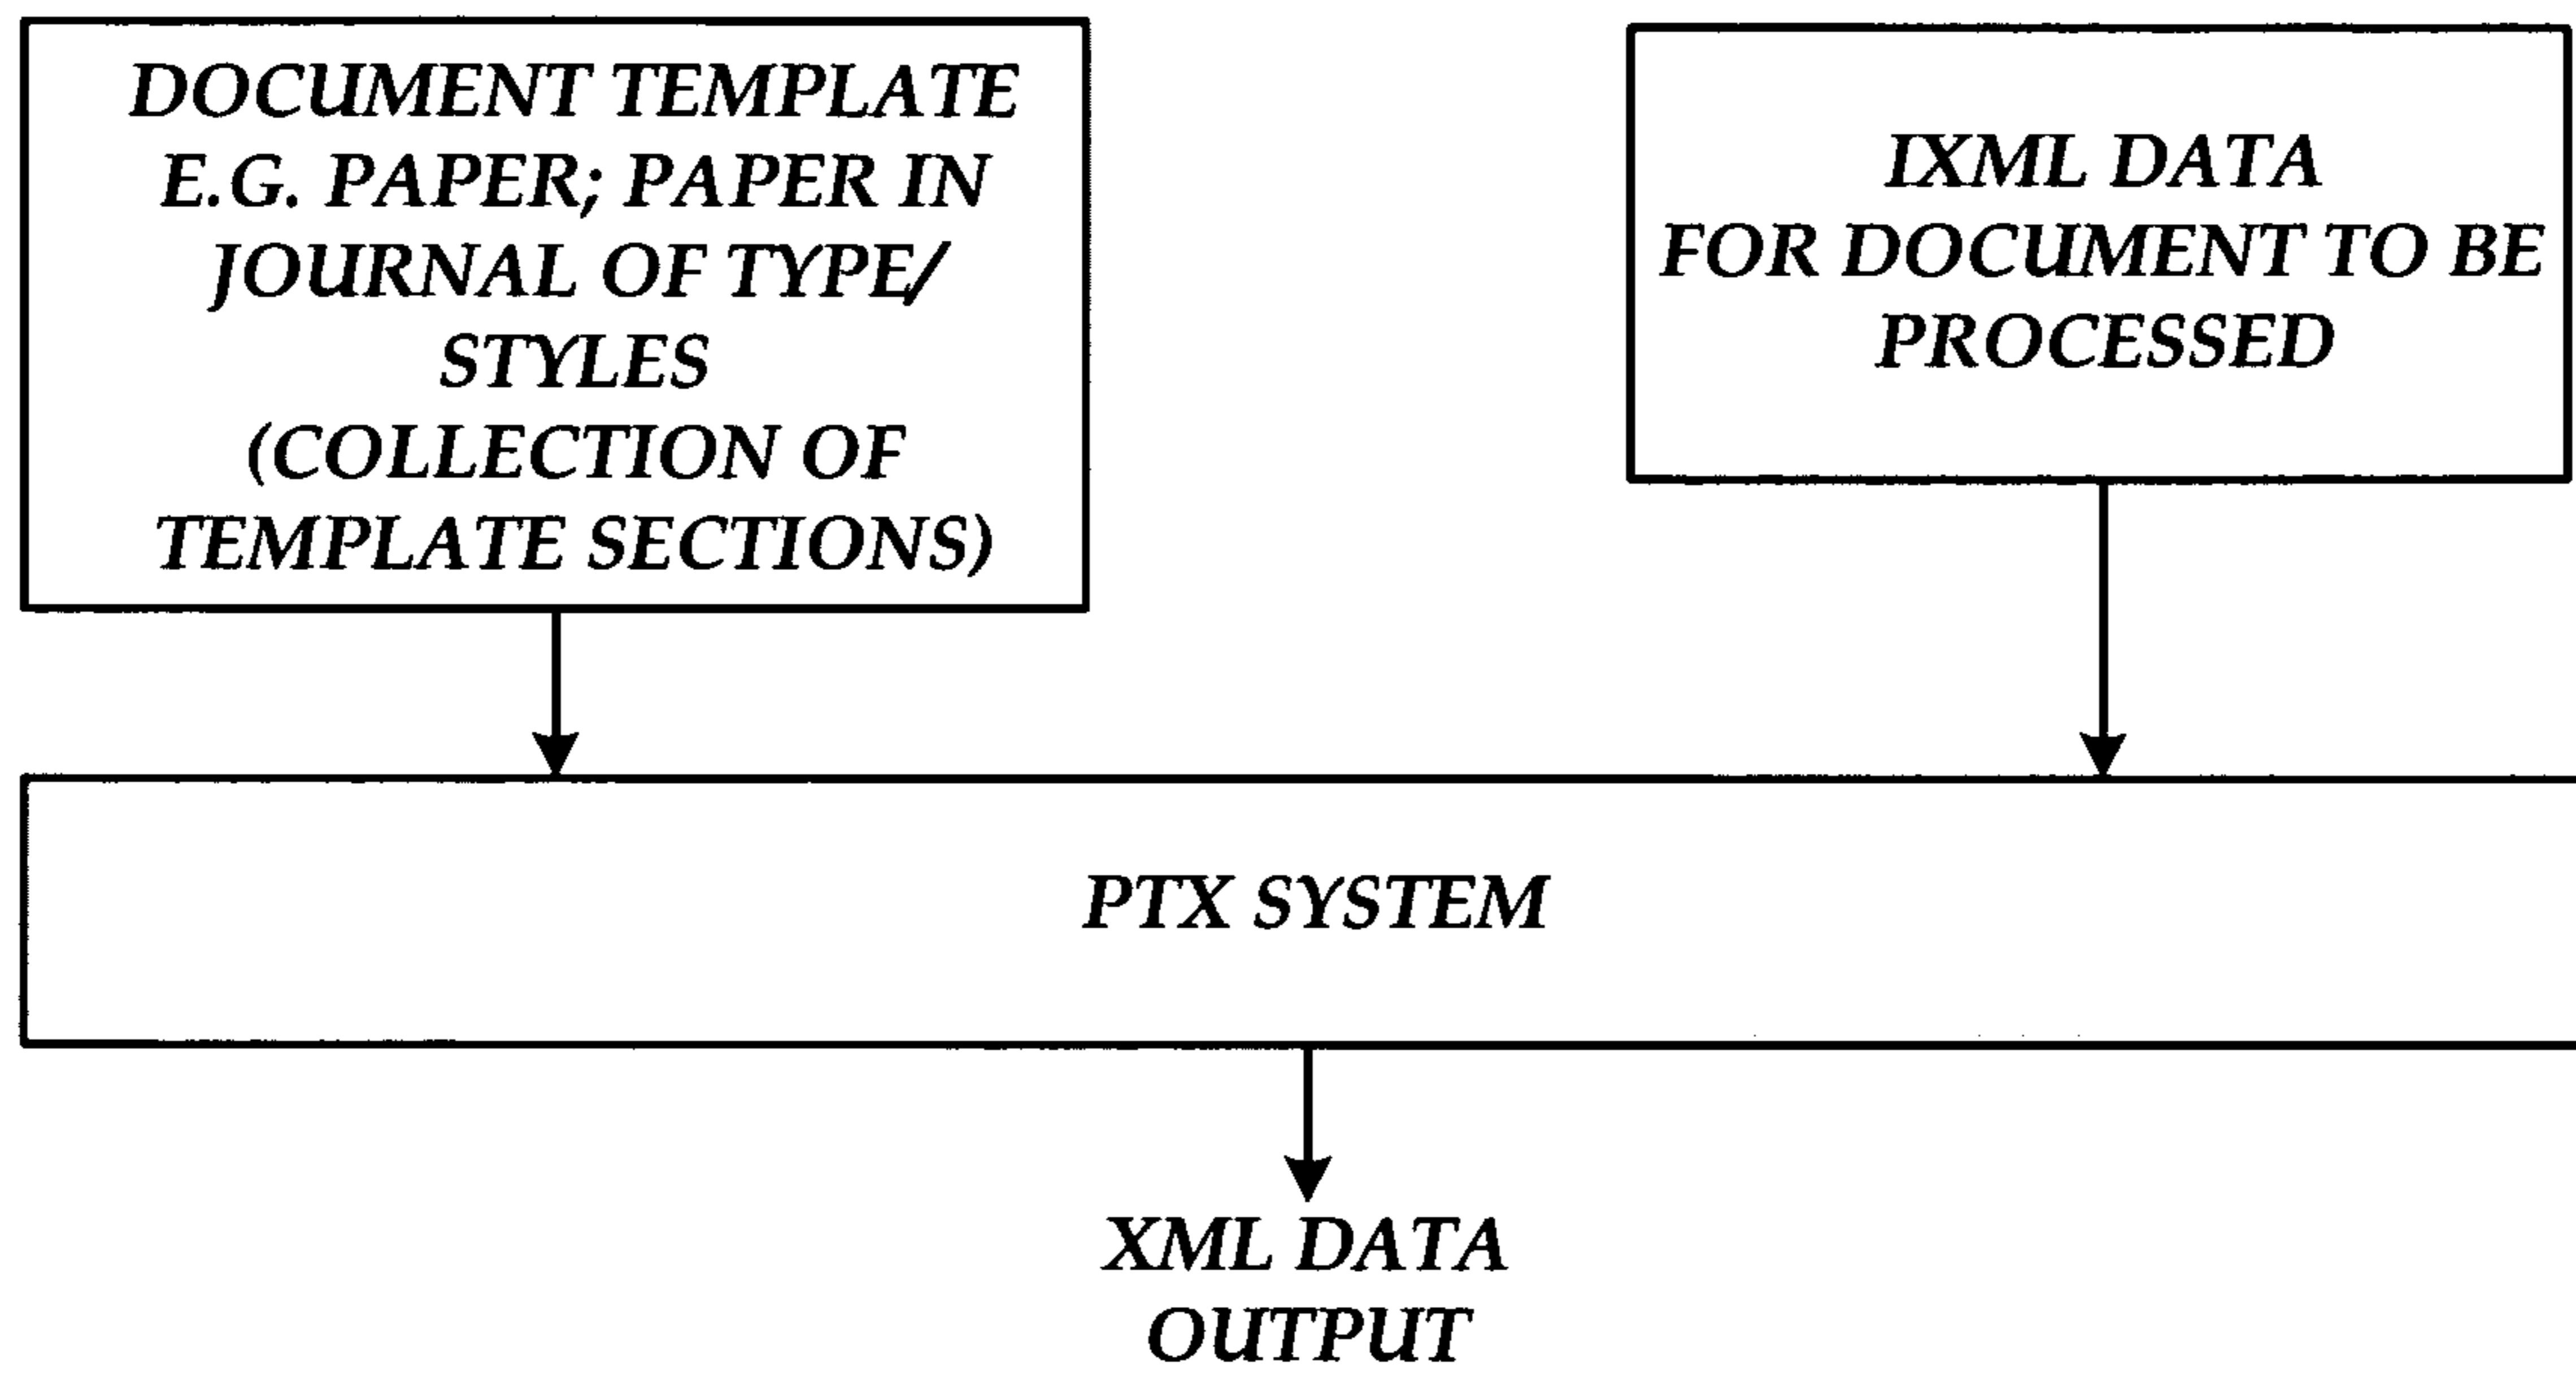 DOCUMENT TEMPLATE
E.G. PAPER; PAPER IN
JOURNAL OF TYPE/
STYLES
(COLLECTION OF
TEMPLATE SECTIONS)
IXML DATA
FOR DOCUMENT TO BE
PROCESSED
PTX SYSTEM
XML DATA
OUTPUT